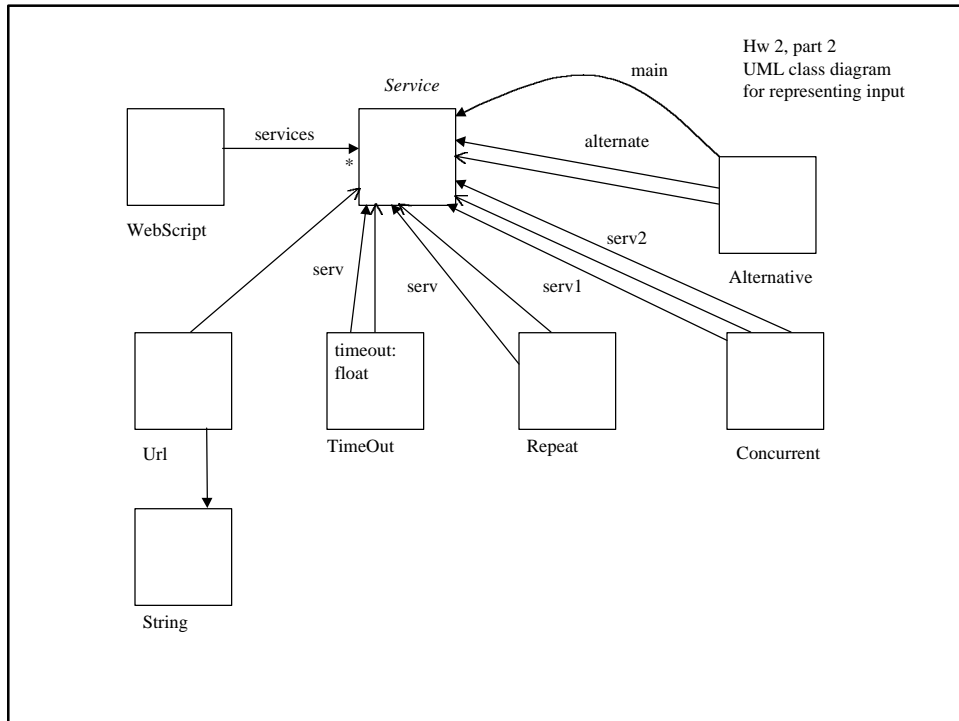 Hw 2, part 2
UML class diagram
for representing input
main
Service
services
alternate
*
WebScript
serv2
Alternative
serv
serv
serv1
timeout:
float
Url
TimeOut
Repeat
Concurrent
String